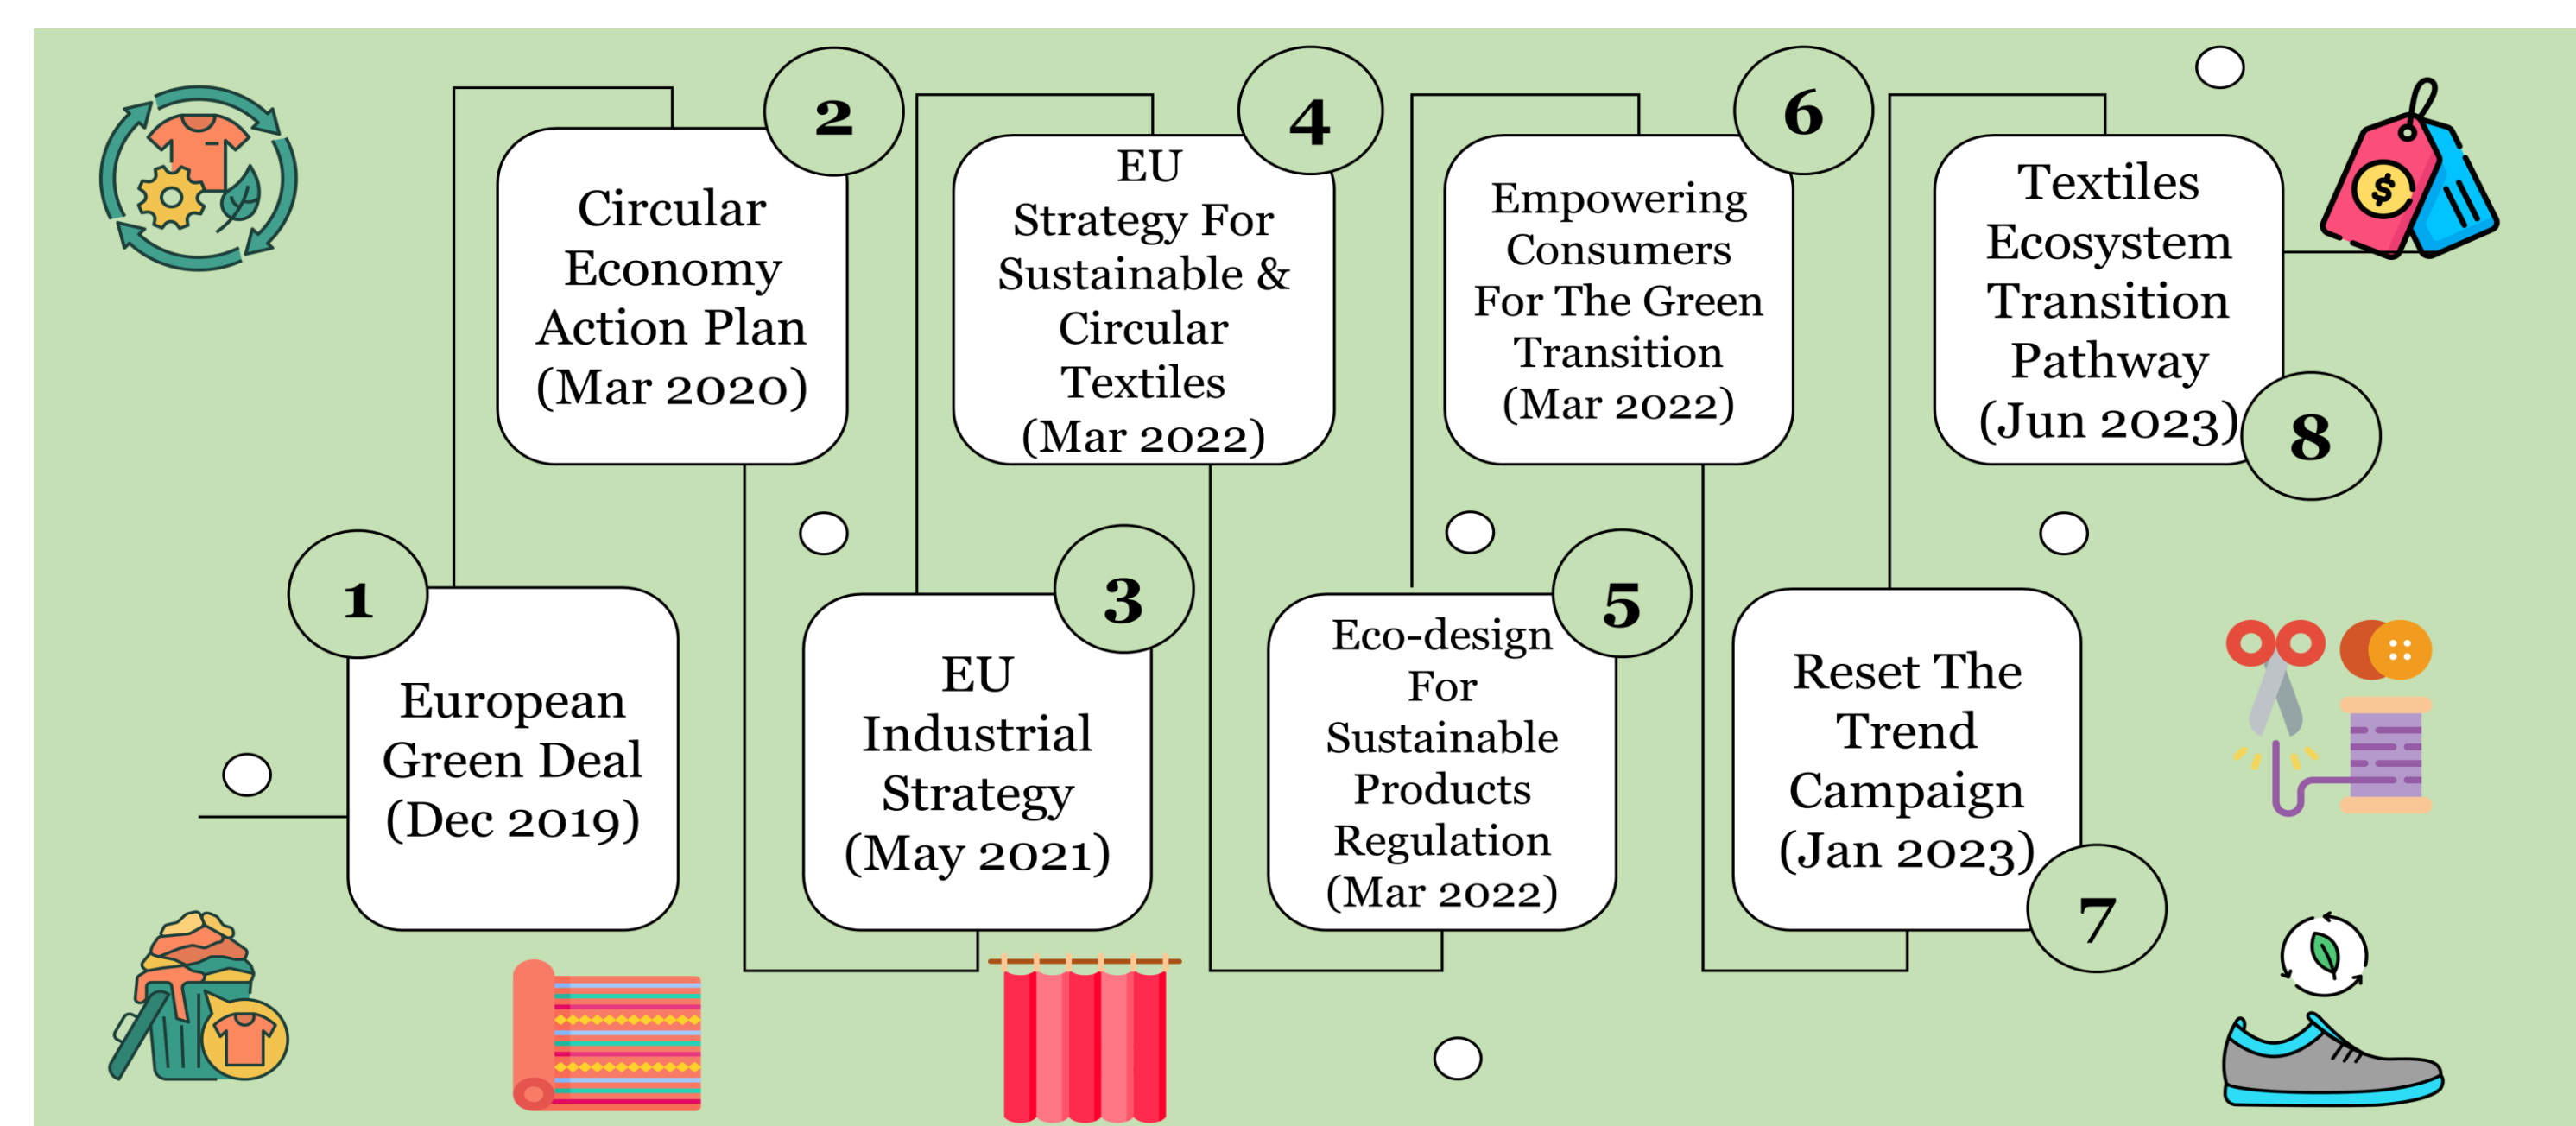 1
European
Green Deal
(Dec 2019)
2
Circular
Economy
Action Plan
(Mar 2020)
3
EU
Industrial
Strategy
(May 2021)
4
EU
Strategy For
Sustainable &
Circular
Textiles
(Mar 2022)
5
Eco-design
For
Sustainable
Products
Regulation
(Mar 2022)
6
Empowering
Consumers
For The Green
Transition
(Mar 2022)
7
Reset The
Trend
Campaign
(Jan 2023)
8
Textiles
Ecosystem
Transition
Pathway
(Jun 2023)
$